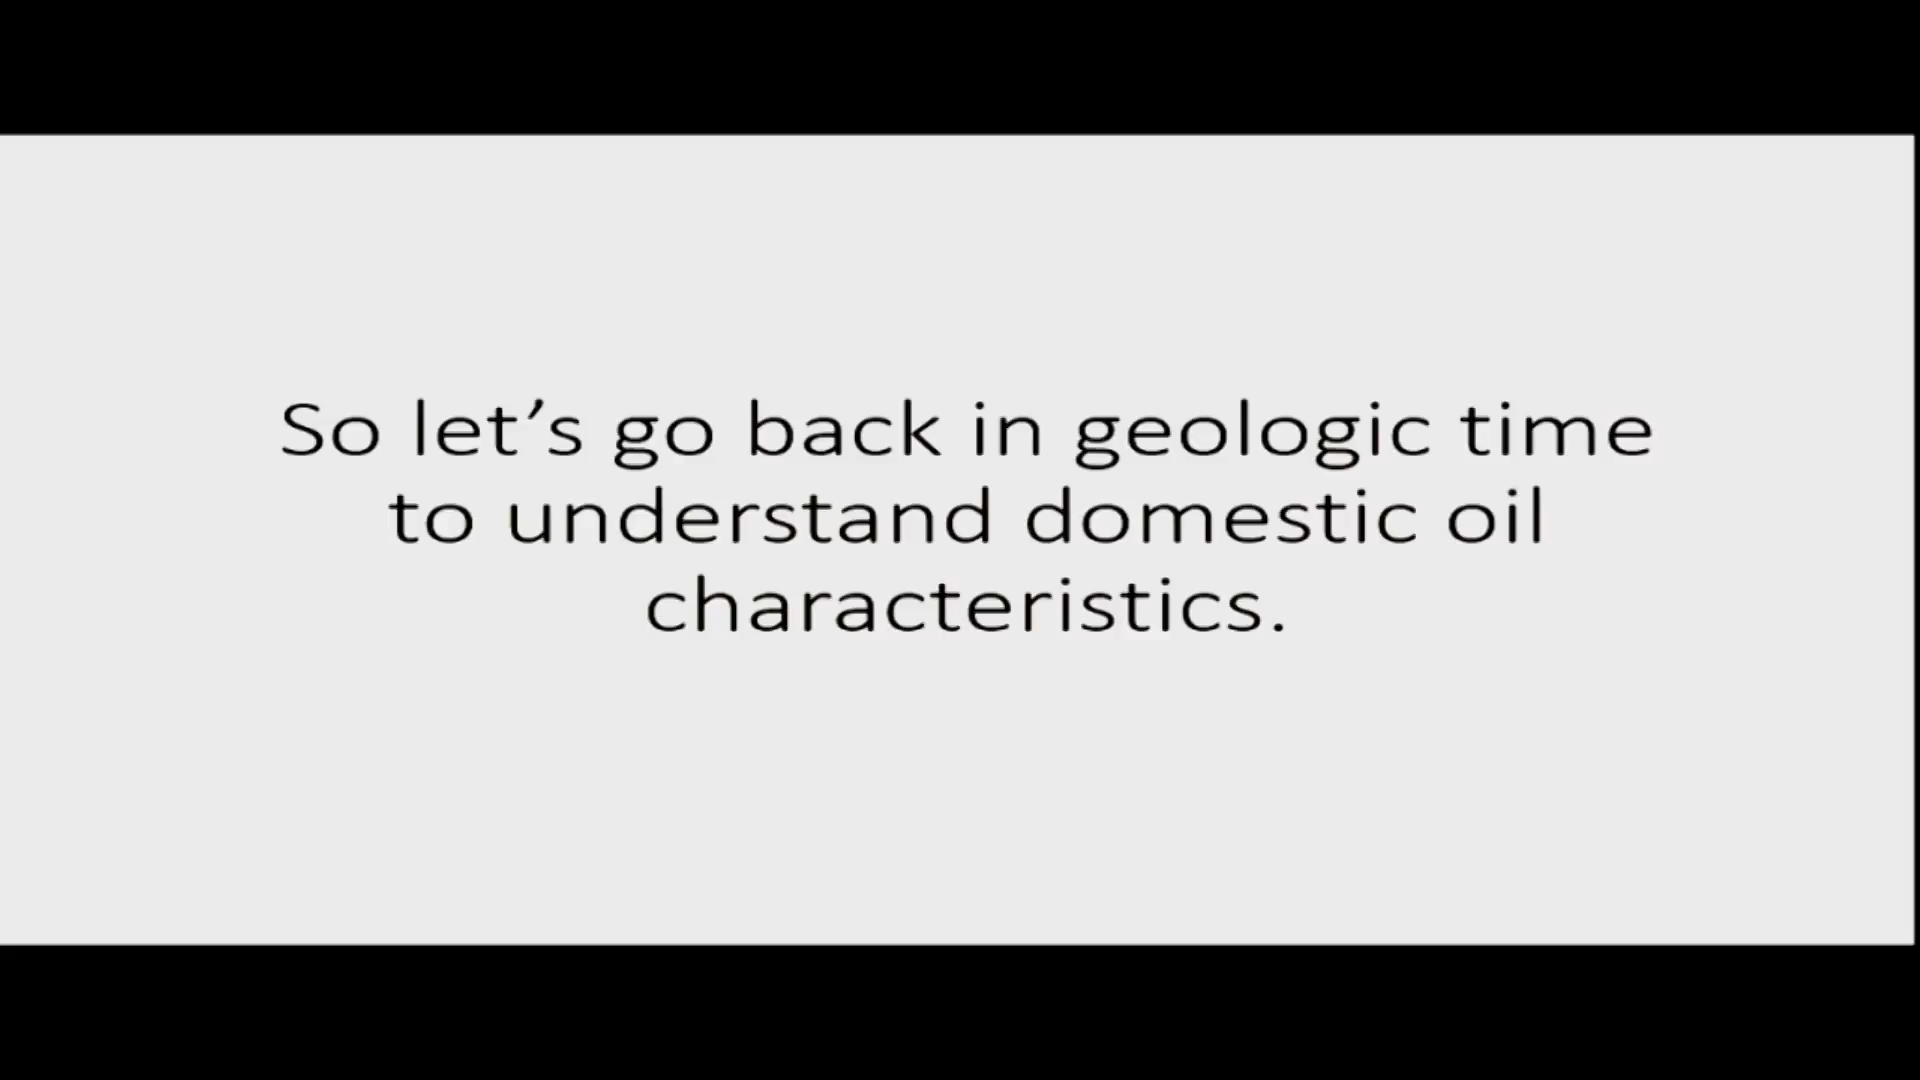 So let’s go back in geologic time
to understand domestic oil
characteristics.